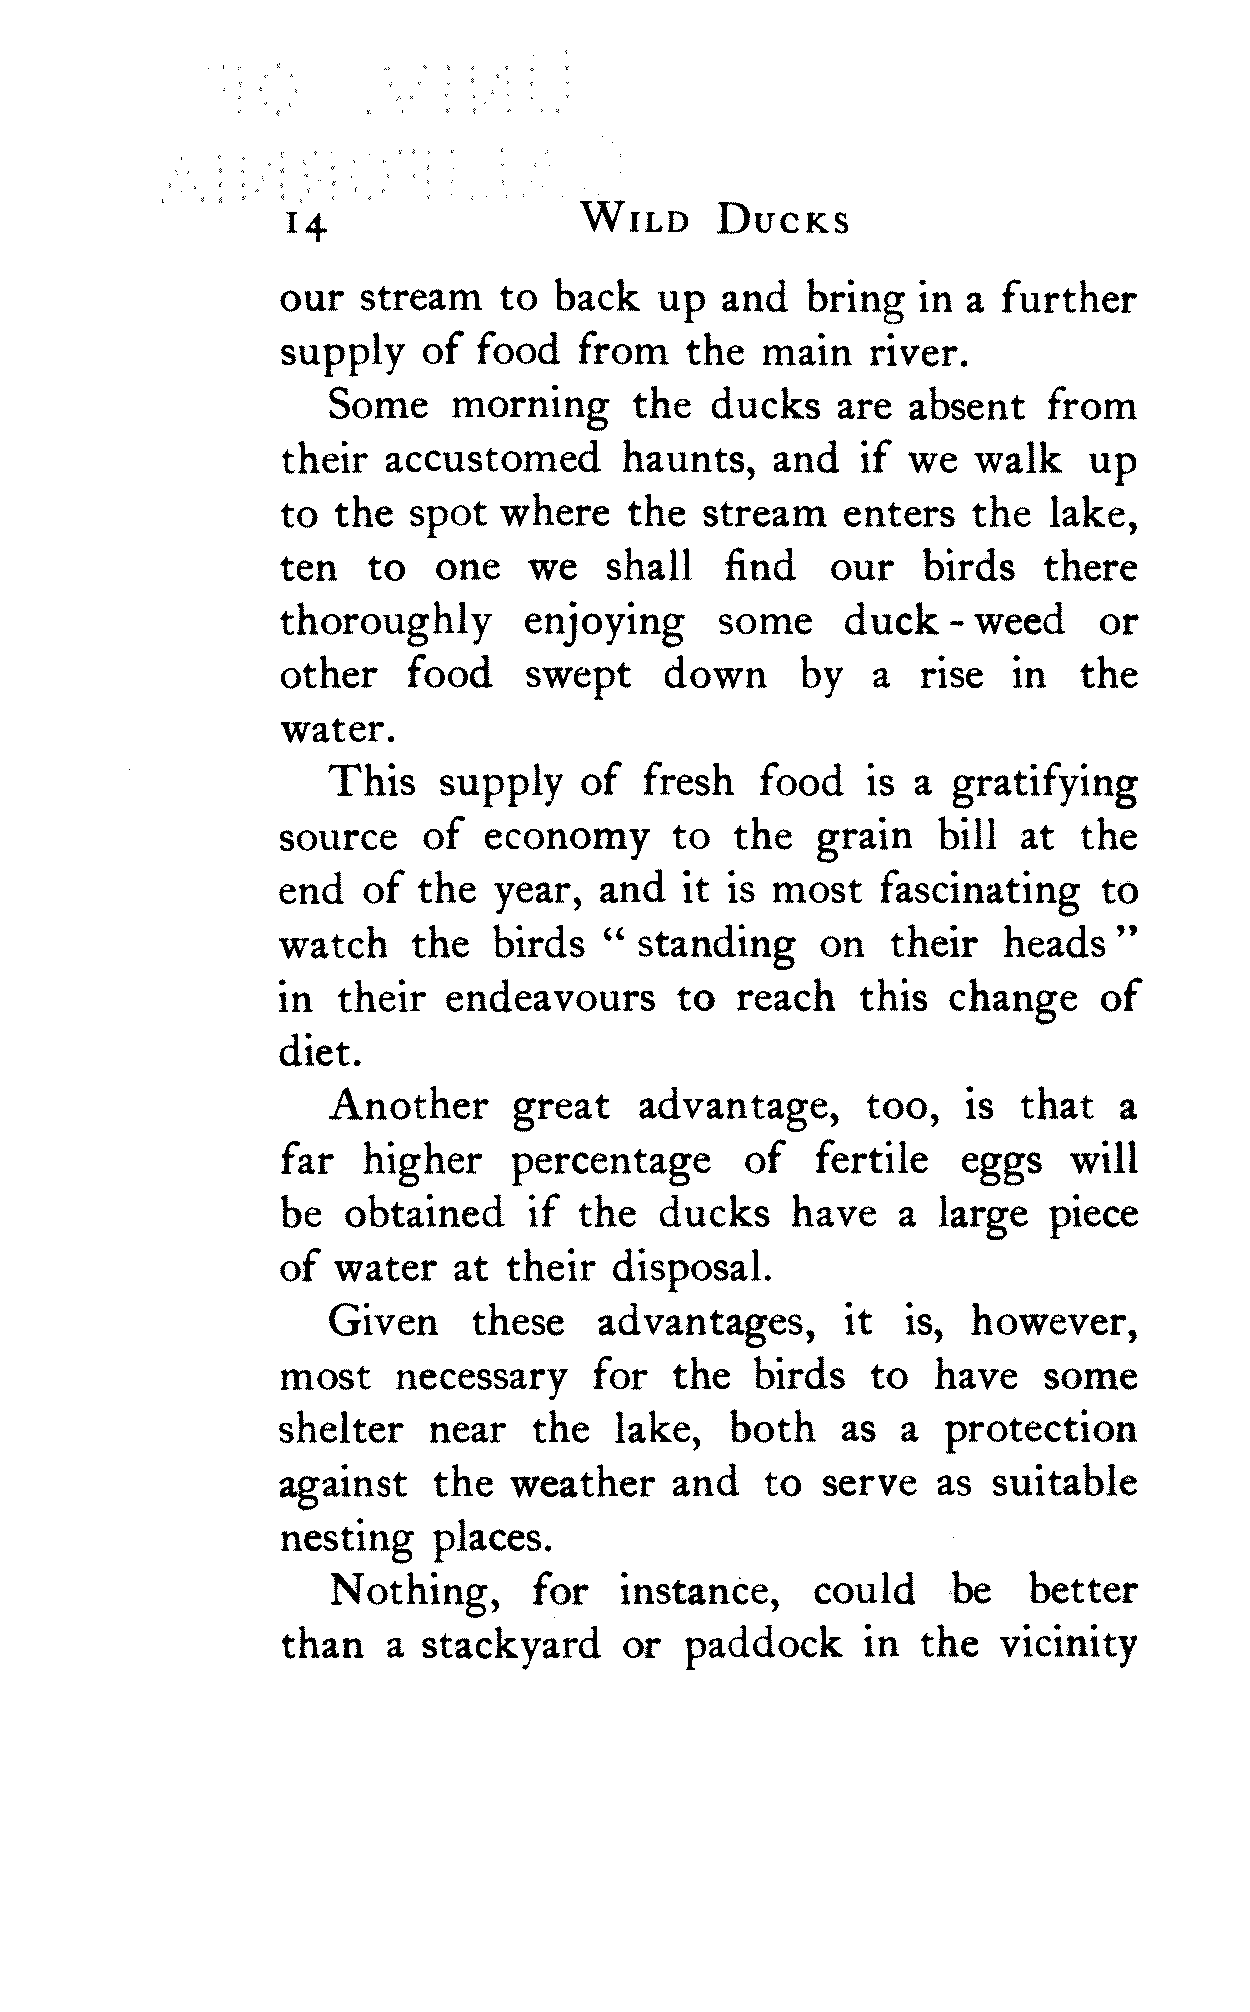 14 Wild Ducks
our stream to back up and bring in a further
supply of food from the main river.
Some morning the ducks are absent from
their accustomed haunts, and if we walk up
to the spot where the stream enters the lake,
ten to one we shall find our birds there
thoroughly enjoying some duck-weed or
other food swept down by a rise in the
water.
This supply of fresh food is a gratifying
source of economy to the grain bill at the
end of the year, and it is most fascinating to
watch the birds “ standing on their heads ”
in their endeavours to reach this change of
diet.
Another great advantage, too, is that a
far higher percentage of fertile eggs will
be obtained if the ducks have a large piece
of water at their disposal.
Given these advantages, it is, however,
most necessary for the birds to have some
shelter near the lake, both as a protection
against the weather and to serve as suitable
nesting places.
Nothing, for instance, could be better
than a stackyard or paddock in the vicinity